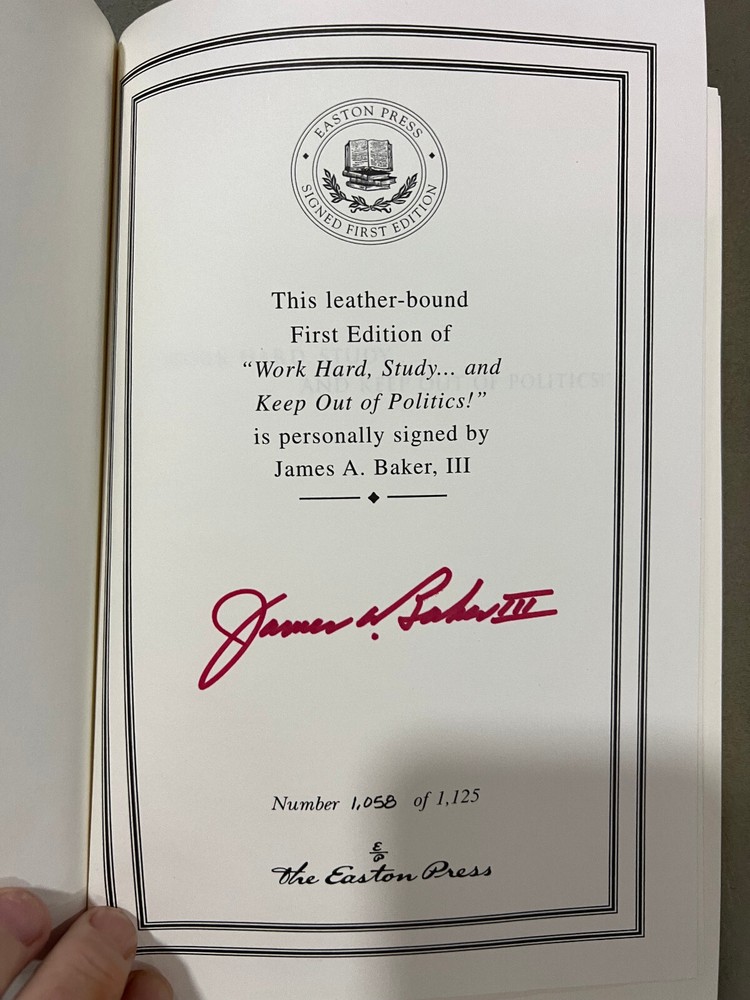 EASTON PRESS
SIGNED FIRST EDITION
This leather-bound
First Edition of
“Work Hard, Study... and
Keep Out of Politics!”
is personally signed by
James A. Baker, III
James A. Baker III
Number 1,058 of 1,125
E/P
the Easton Press